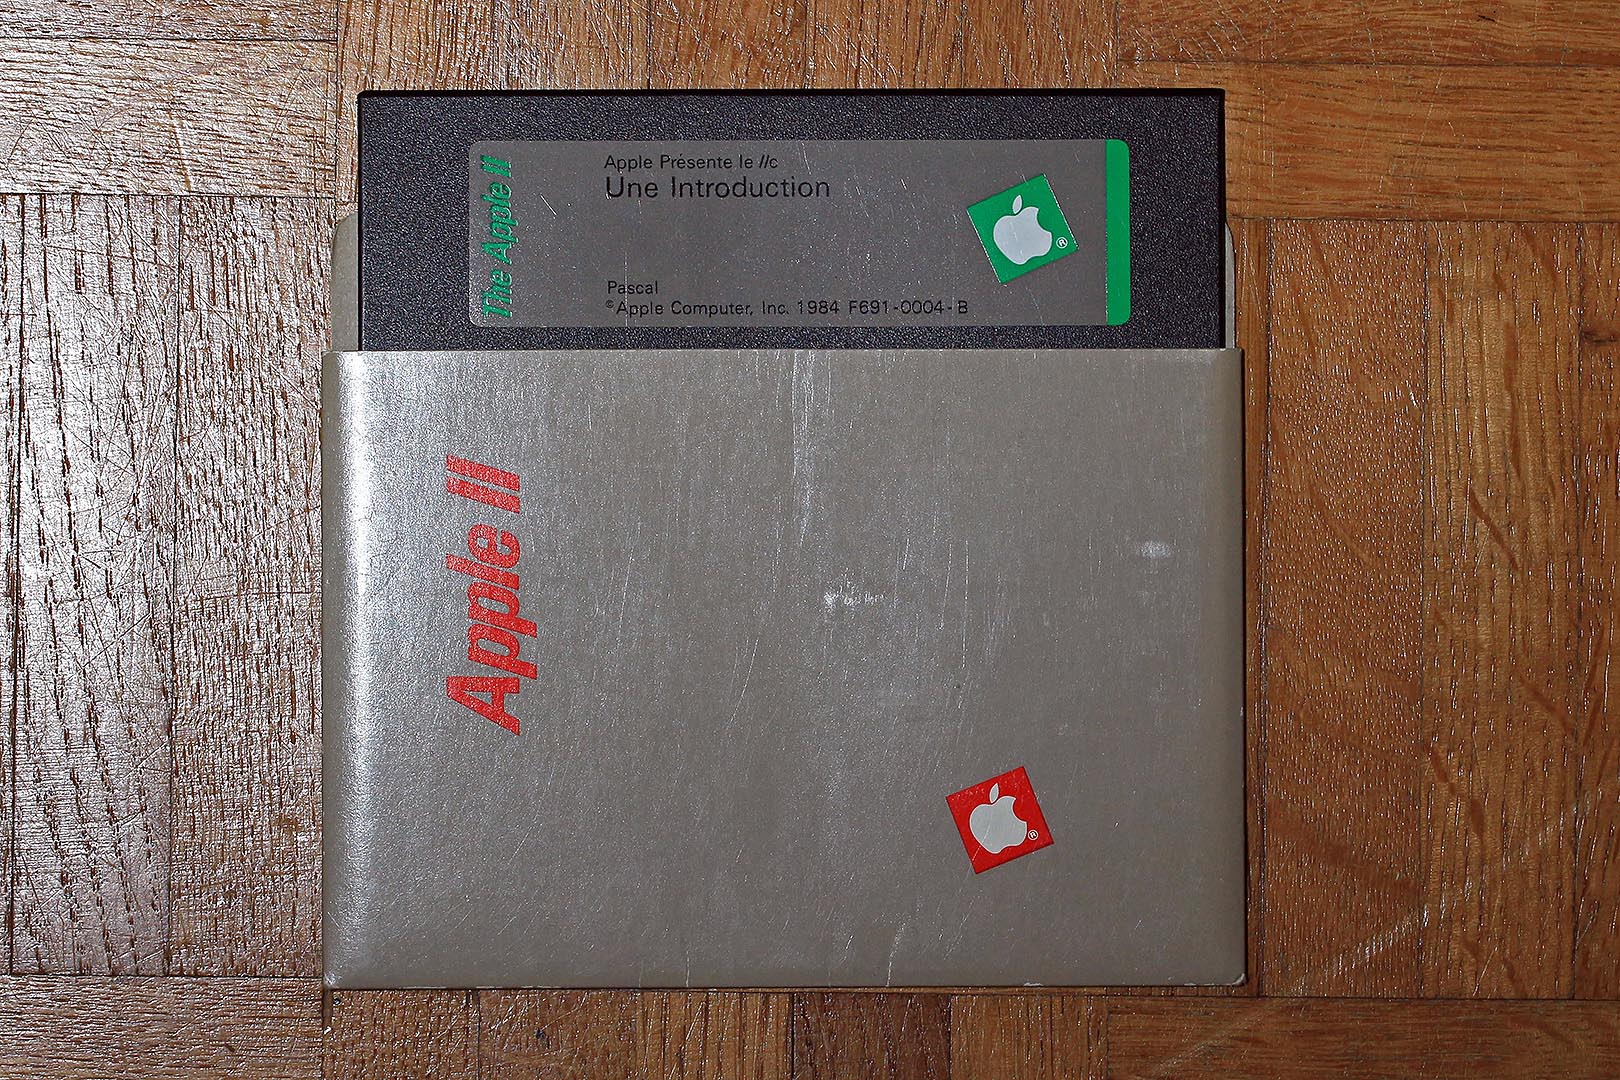 The Apple II
Apple Présente le //c
Une Introduction
®
Pascal
©Apple Computer, Inc. 1984 F691-0004-B
Apple II
®